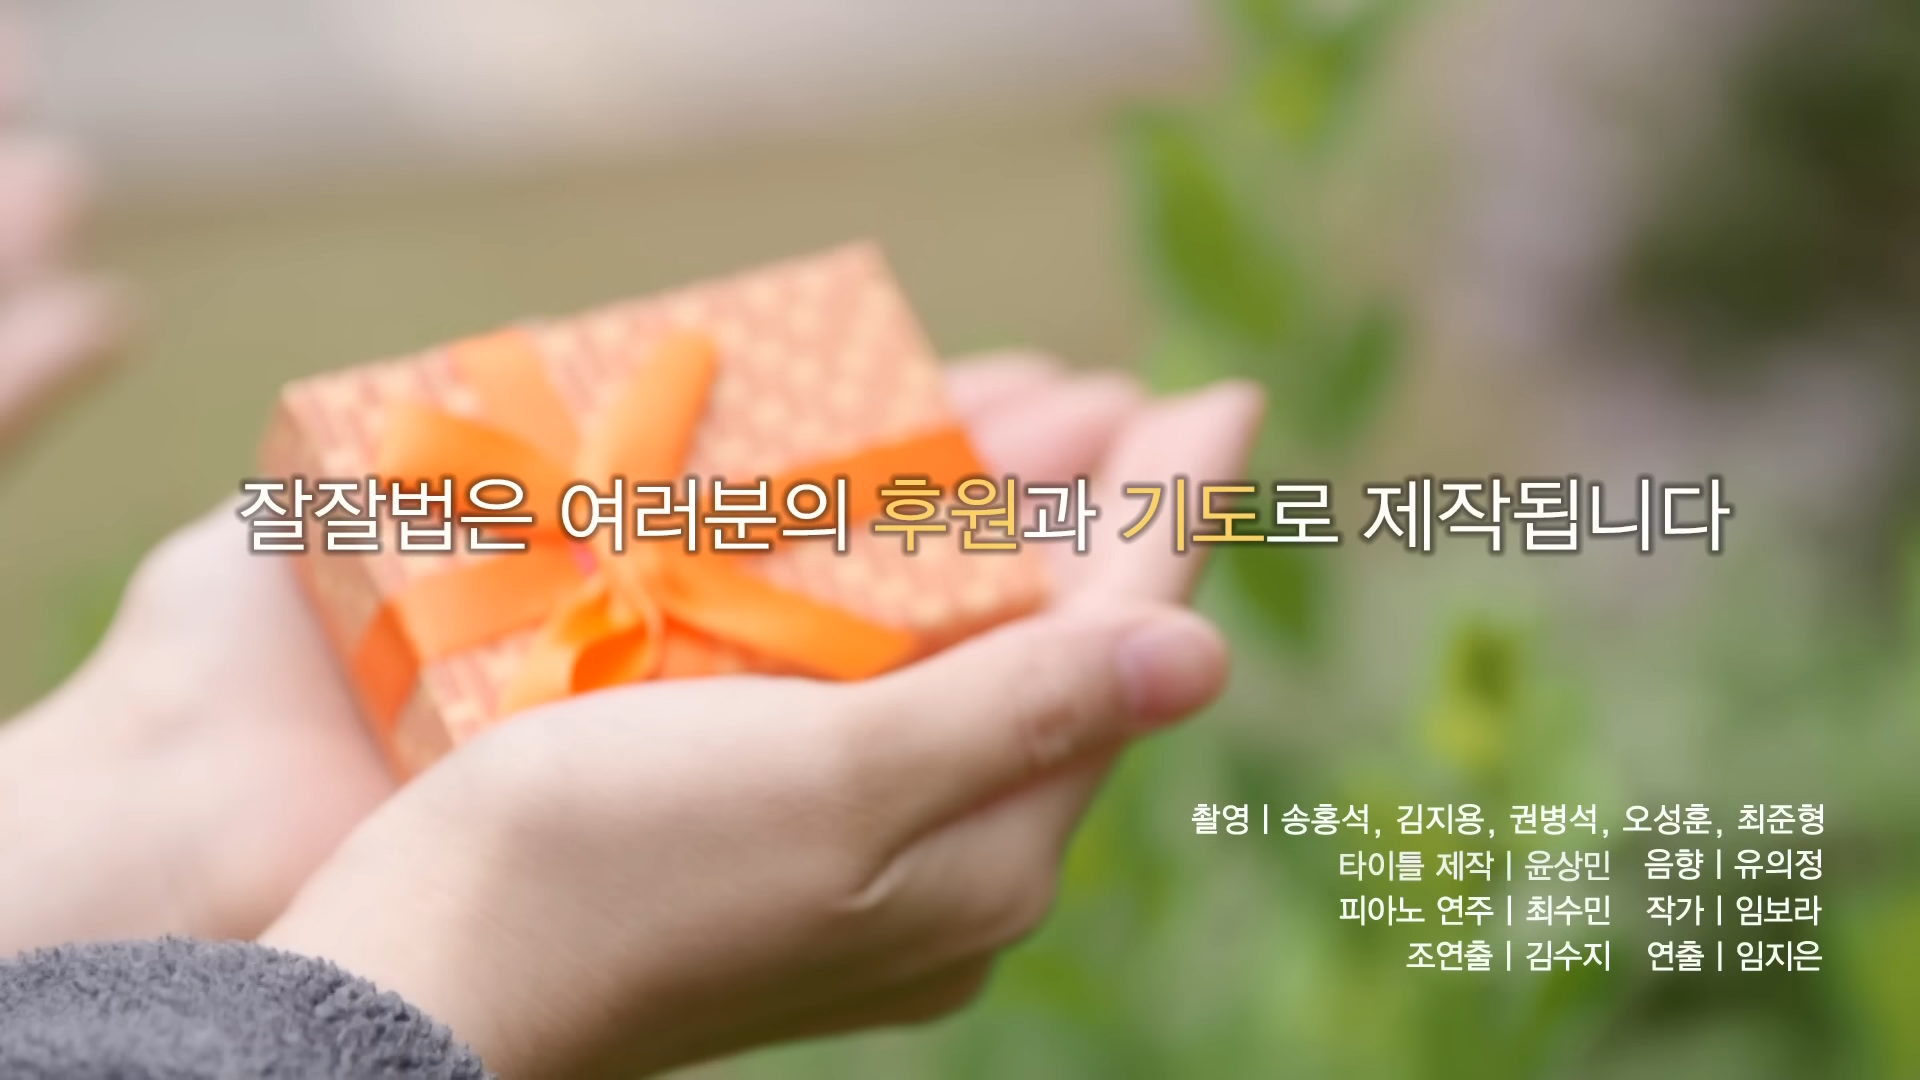 잘잘법은 여러분의 후원과 기도로 제작됩니다
촬영 | 송홍석, 김지용, 권병석, 오성훈, 최준형
타이틀 제작 | 윤상민 음향 | 유의정
피아노 연주 | 최수민 작가 | 임보라
조연출 | 김수지 연출 | 임지은